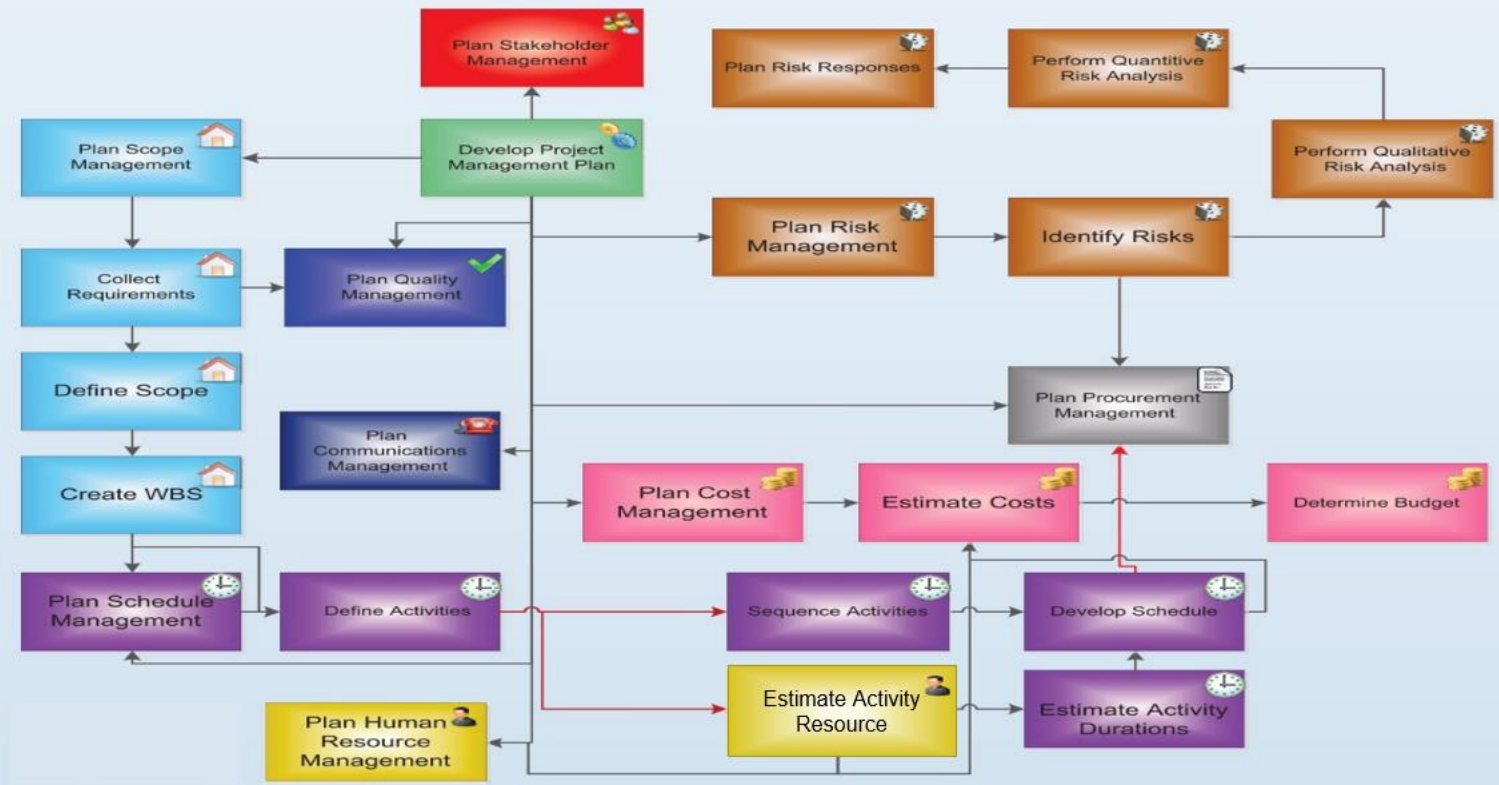 Plan Stakeholder
Management
Plan Risk Responses
Perform Quantitive
Risk Analysis
Plan Scope
Management
Develop Project
Management Plan
Perform Qualitative
Risk Analysis
Plan Risk
Management
Identify Risks
Collect
Requirements
Plan Quality
Management
Define Scope
Plan Procurement
Management
Plan
Communications
Management
Create WBS
Plan Cost
Management
Estimate Costs
Determine Budget
Plan Schedule
Management
Define Activities
Sequence Activities
Develop Schedule
Plan Human
Resource
Management
Estimate Activity
Resource
Estimate Activity
Durations